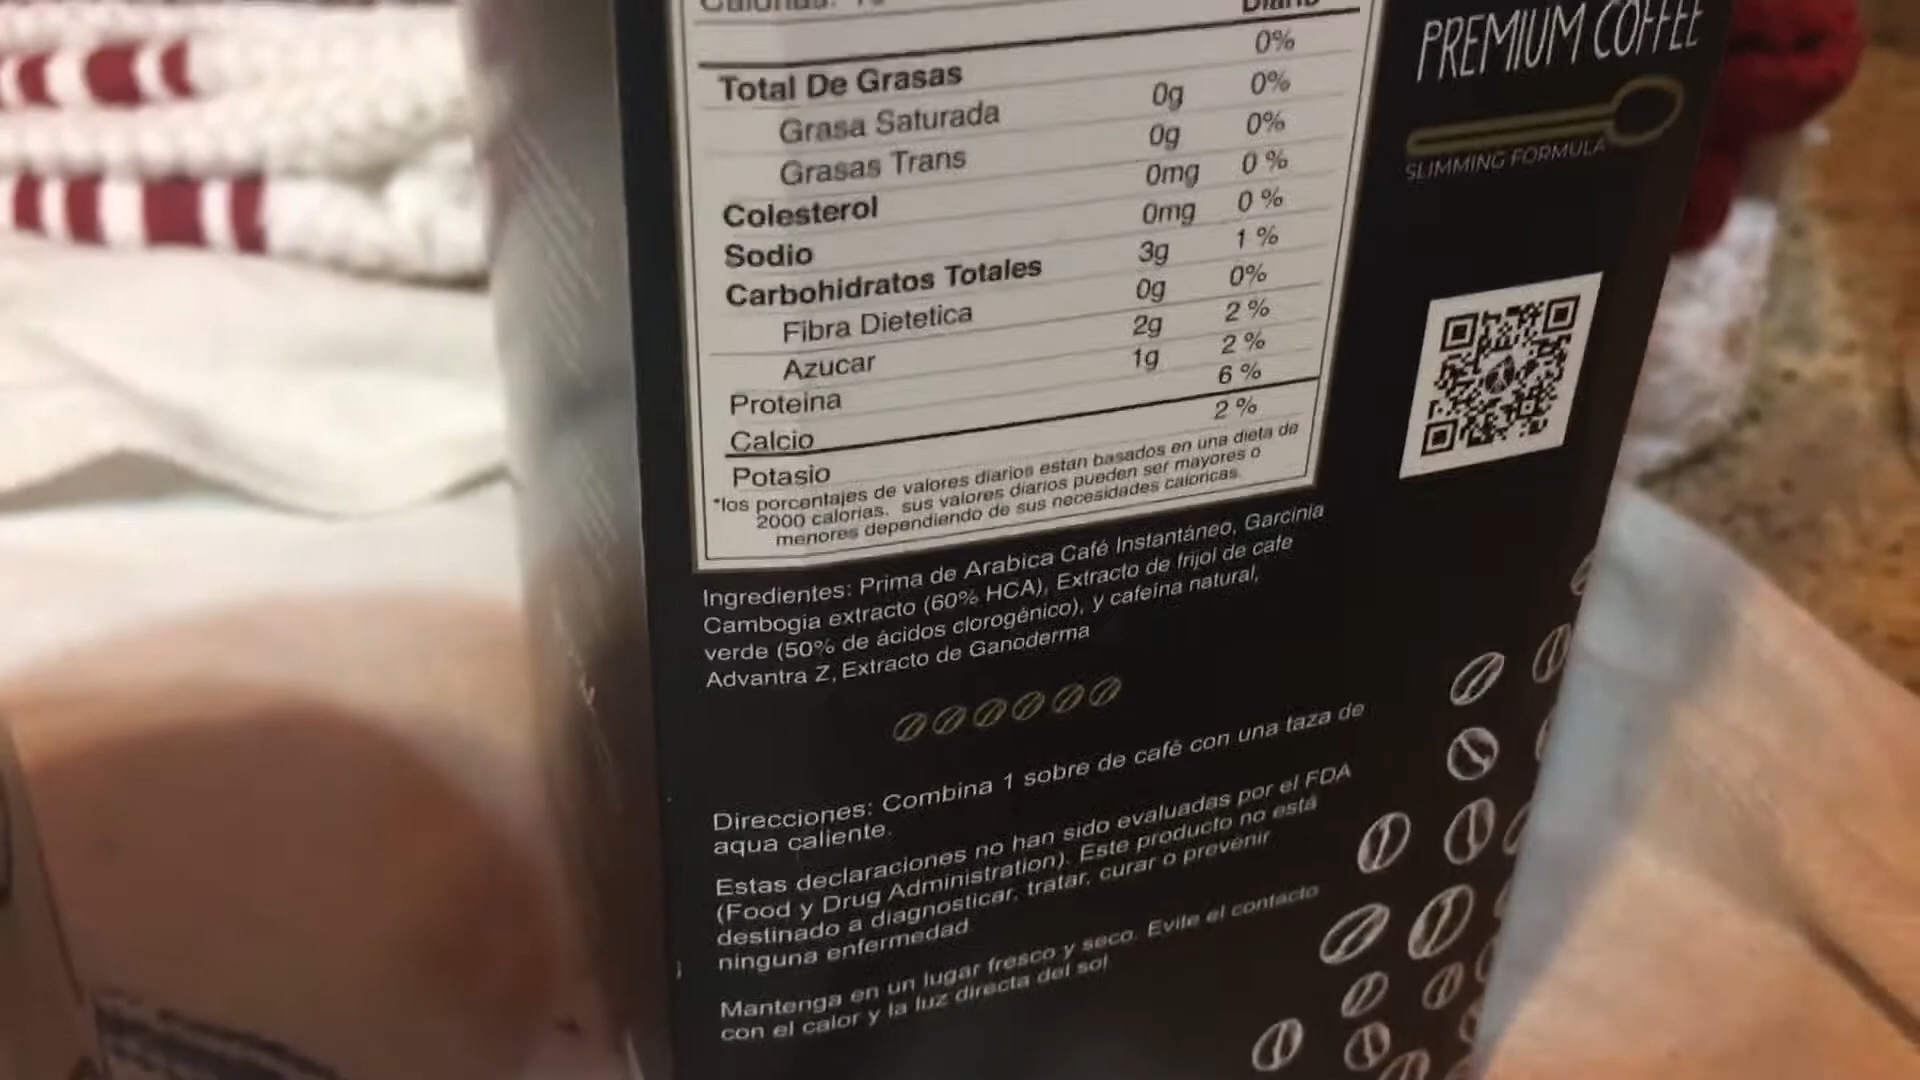 Total De Grasas 0%
Grasa Saturada 0g 0%
Grasas Trans 0g 0%
Colesterol 0mg 0 %
Sodio 0mg 0 %
Carbohidratos Totales 3g 1 %
Fibra Dietetica 0g 0%
Azucar 2g 2 %
Proteina 1g 2 %
Calcio 6 %
Potasio 2 %
*los porcentajes de valores diarios estan basados en una dieta de
2000 calorias. sus valores diarios pueden ser mayores o
menores dependiendo de sus necesidades caloricas.
Ingredientes: Prima de Arabica Café Instantáneo, Garcinia
Cambogia extracto (60% HCA), Extracto de frijol de cafe
verde (50% de ácidos clorogénico), y cafeína natural,
Advantra Z, Extracto de Ganoderma
Direcciones: Combina 1 sobre de café con una taza de
aqua caliente.
Estas declaraciones no han sido evaluadas por el FDA
(Food y Drug Administration). Este producto no está
destinado a diagnosticar, tratar, curar o prevenir
ninguna enfermedad
Mantenga en un lugar fresco y seco. Evite el contacto
con el calor y la luz directa del sol
PREMIUM COFFEE
SLIMMING FORMULA